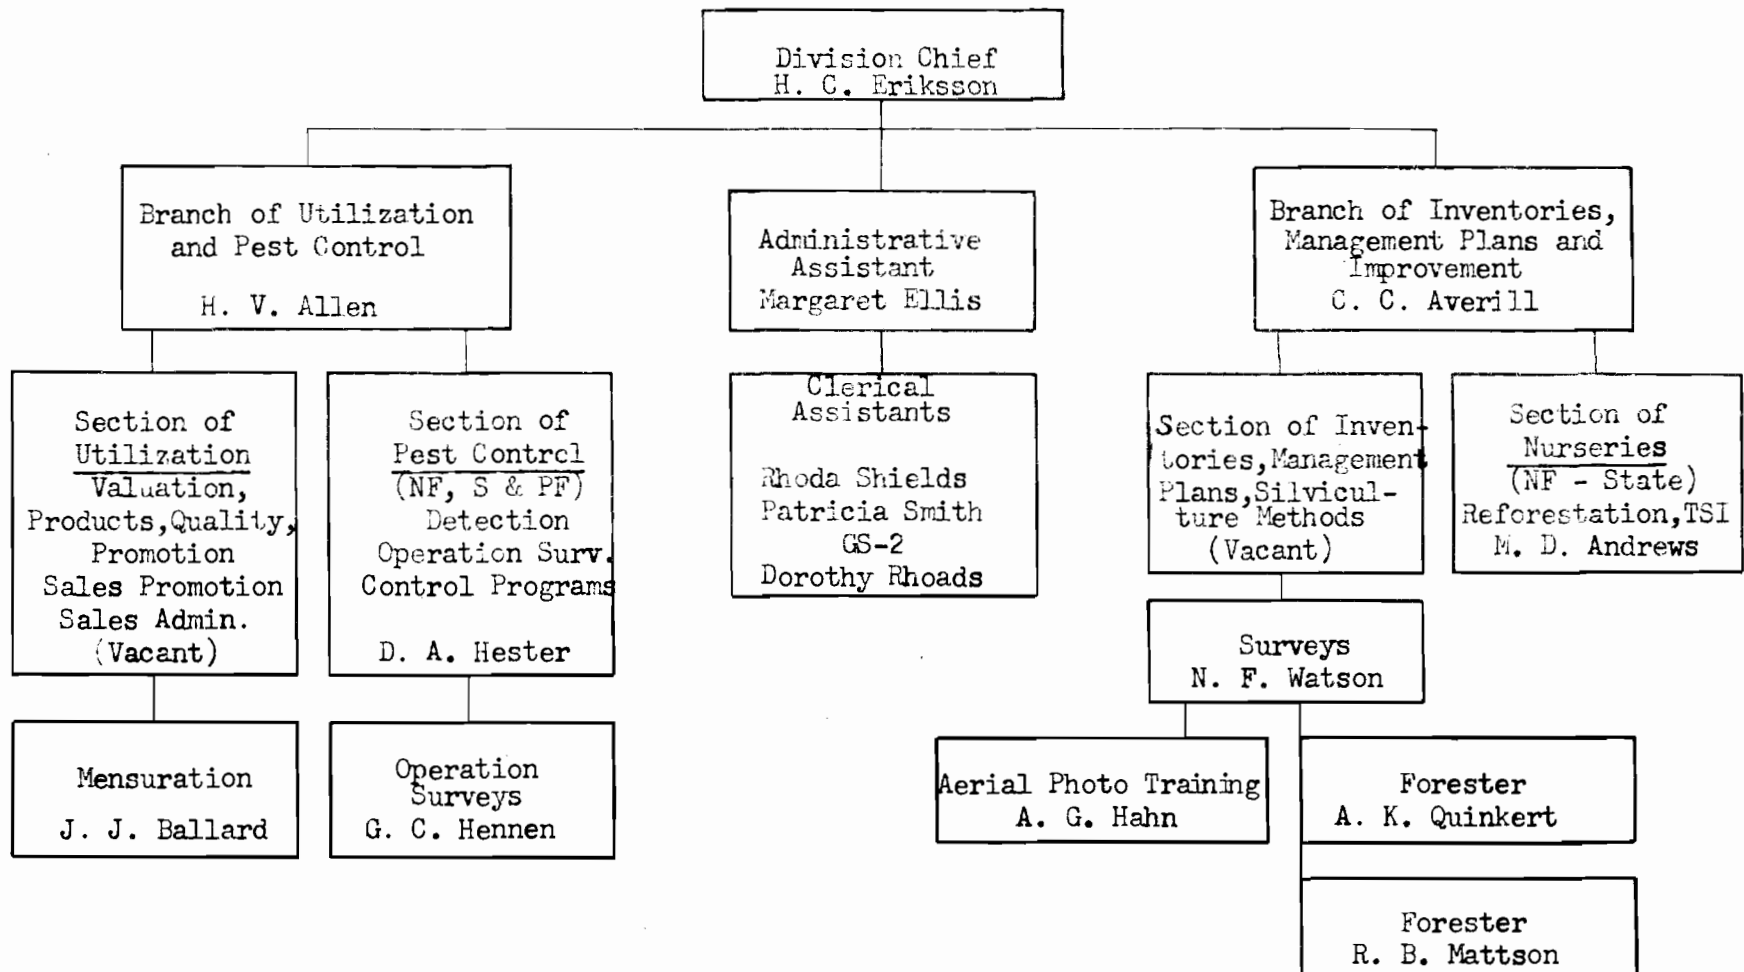 Division Chief
H. C. Eriksson
Branch of Utilization
and Pest Control
H. V. Allen
Administrative
Assistant
Margaret Ellis
Branch of Inventories,
Management Plans and
Improvement
C. C. Averill
Section of
Utilization
Valuation,
Products,Quality,
Promotion
Sales Promotion
Sales Admin.
(Vacant)
Section of
Pest Control
(NF, S & PF)
Detection
Operation Surv.
Control Programs
D. A. Hester
Clerical
Assistants
Rhoda Shields
Patricia Smith
GS-2
Dorothy Rhoads
Section of Inven-
tories,Management
Plans,Silvicul-
ture Methods
(Vacant)
Section of
Nurseries
(NF - State)
Reforestation,TSI
M. D. Andrews
Surveys
N. F. Watson
Mensuration
J. J. Ballard
Operation
Surveys
G. C. Hennen
Aerial Photo Training
A. G. Hahn
Forester
A. K. Quinkert
Forester
R. B. Mattson